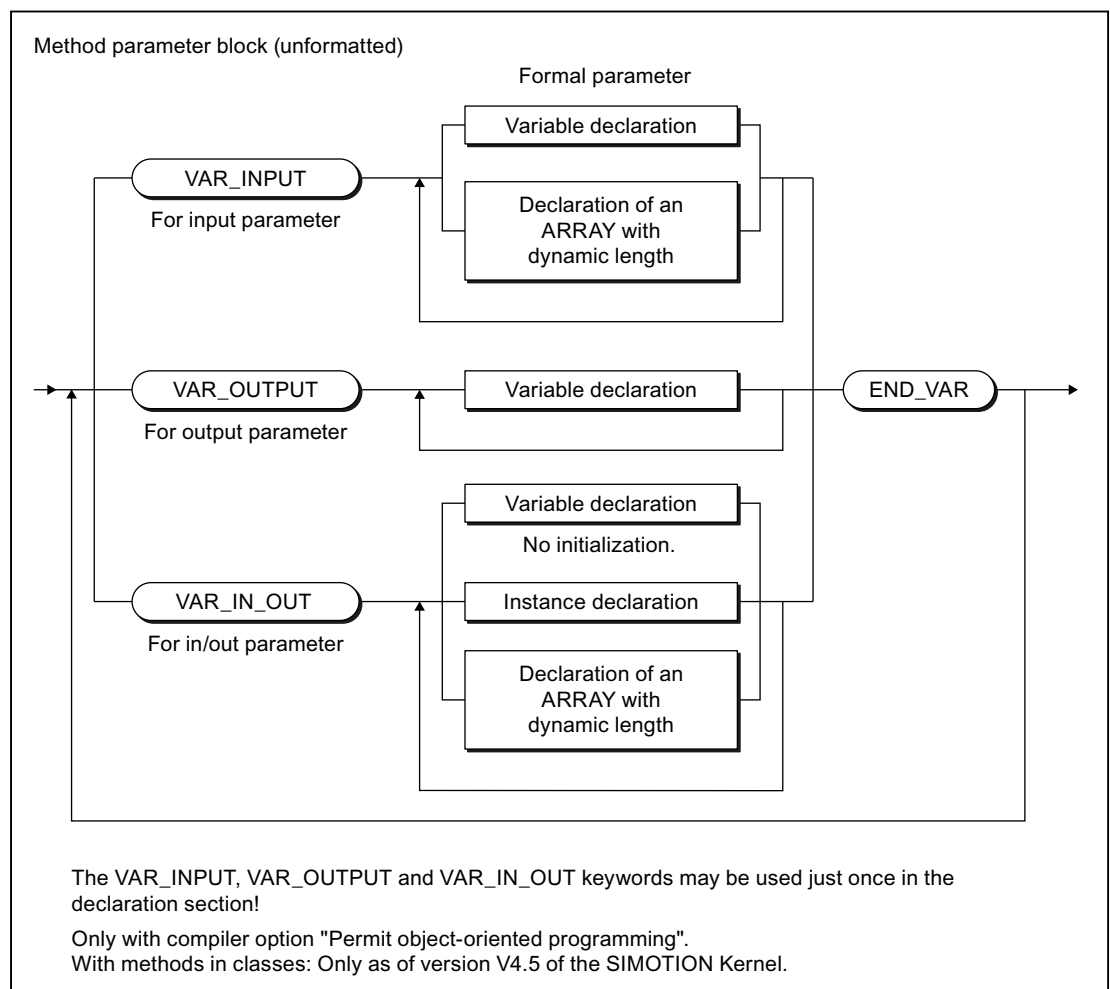 Method parameter block (unformatted)
Formal parameter
Variable declaration
VAR_INPUT
For input parameter
Declaration of an
ARRAY with
dynamic length
VAR_OUTPUT
For output parameter
Variable declaration
END_VAR
Variable declaration
No initialization.
VAR_IN_OUT
For in/out parameter
Instance declaration
Declaration of an
ARRAY with
dynamic length
The VAR_INPUT, VAR_OUTPUT and VAR_IN_OUT keywords may be used just once in the
declaration section!
Only with compiler option "Permit object-oriented programming".
With methods in classes: Only as of version V4.5 of the SIMOTION Kernel.